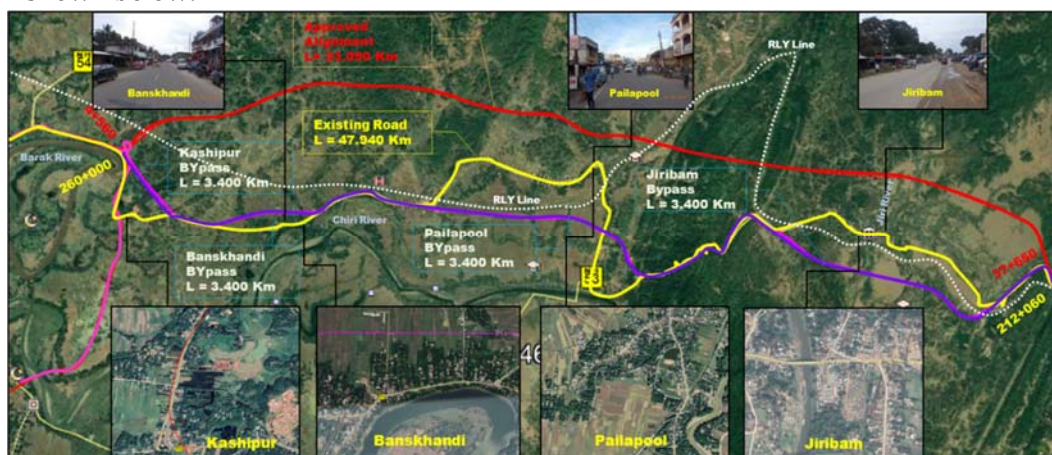 Banskhandi
Approved
Alignment
Pailapool
RLY Line
Jiribam
Existing Road
L = 47.940 Km
Barak River
260+000
Kashipur
BYpass
L = 3.400 Km
Jiribam
Bypass
L = 3.400 Km
RLY Line
Chiri River
Pailapool
BYpass
L = 3.400 Km
Banskhandi
BYpass
L = 3.400 Km
37+650
212+060
Kashipur
Banskhandi
Pailapool
Jiribam